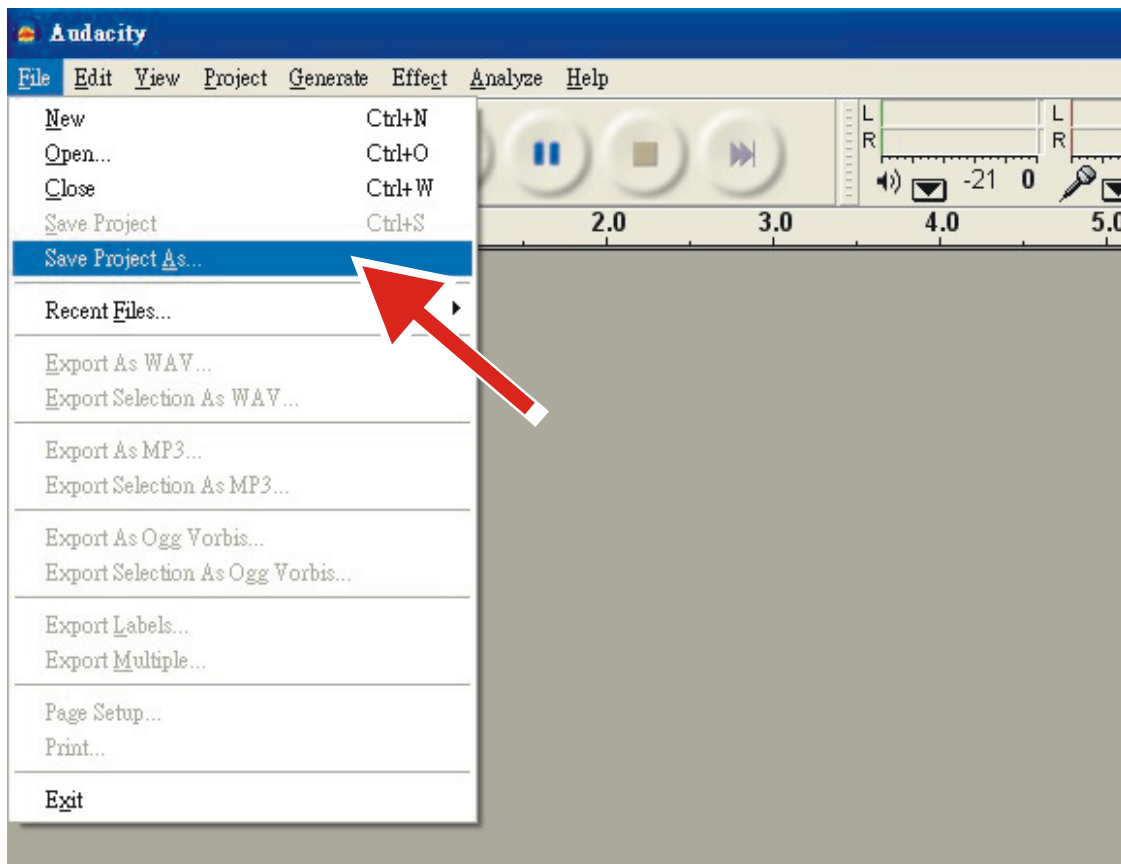 Audacity
File Edit View Project Generate Effect Analyze Help
New Ctrl+N
Open... Ctrl+O
Close Ctrl+W
Save Project Ctrl+S
Save Project As...
Recent Files...
Export As WAV...
Export Selection As WAV...
Export As MP3...
Export Selection As MP3...
Export As Ogg Vorbis...
Export Selection As Ogg Vorbis...
Export Labels...
Export Multiple...
Page Setup...
Print...
Exit
L L
R R
-21 0
2.0 3.0 4.0 5.0